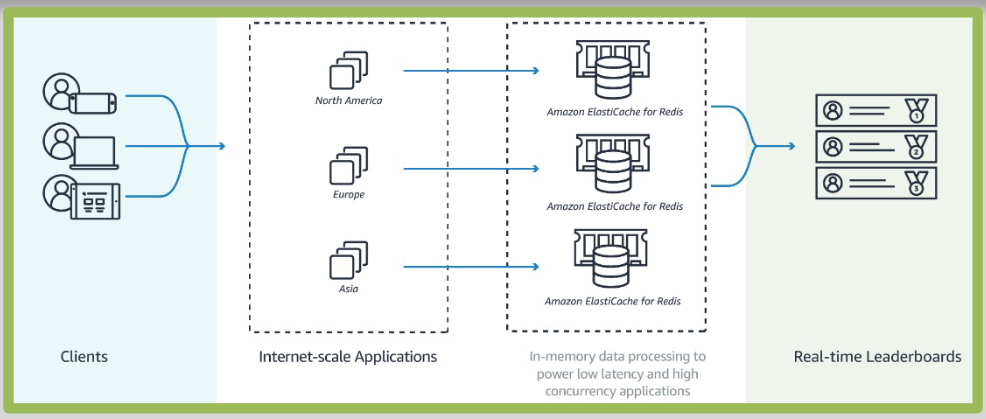 North America
Amazon ElastiCache for Redis
1
2
3
Europe
Amazon ElastiCache for Redis
Asia
Amazon ElastiCache for Redis
Clients
Internet-scale Applications
In-memory data processing to
power low latency and high
concurrency applications
Real-time Leaderboards